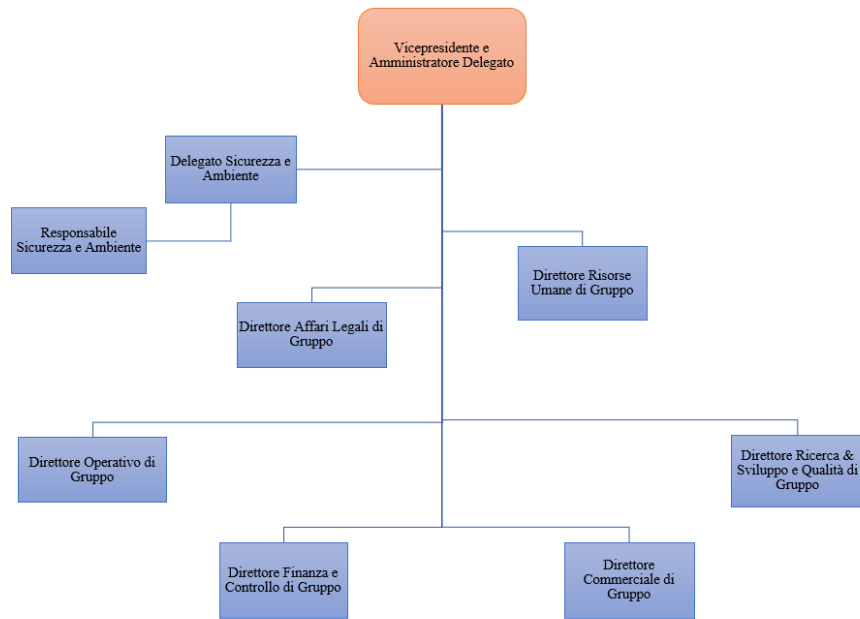 Vicepresidente e
Amministratore Delegato
Delegato Sicurezza e
Ambiente
Responsabile
Sicurezza e Ambiente
Direttore Risorse
Umane di Gruppo
Direttore Affari Legali di
Gruppo
Direttore Operativo di
Gruppo
Direttore Ricerca &
Sviluppo e Qualità di
Gruppo
Direttore Finanza e
Controllo di Gruppo
Direttore
Commerciale di
Gruppo